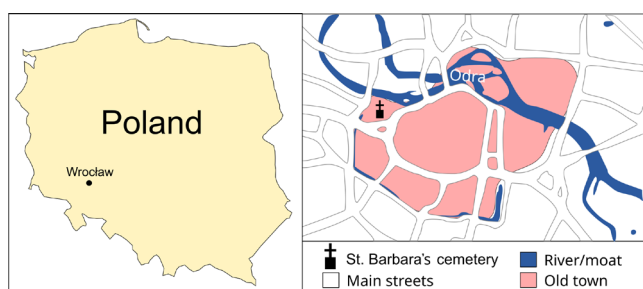 Poland
Wrocław
Odra
St. Barbara's cemetery
River/moat
Main streets
Old town